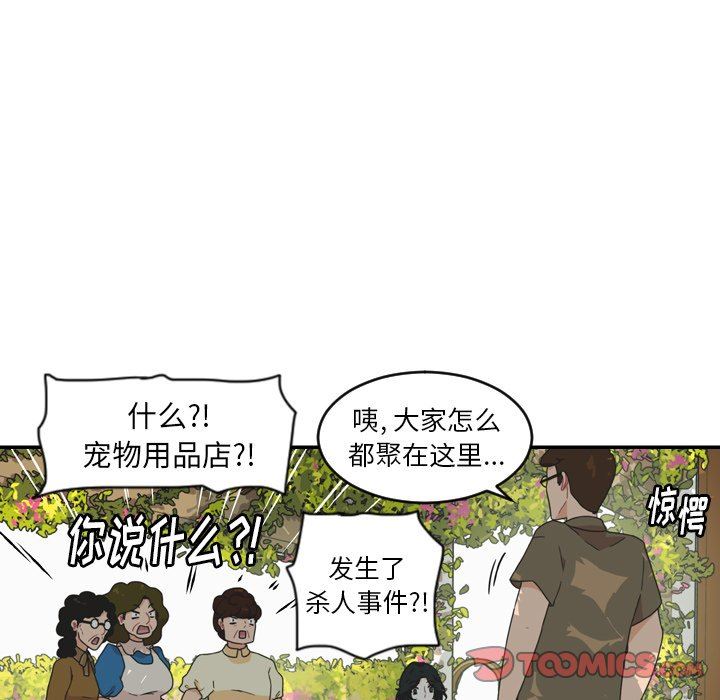 什么?!
宠物用品店?!
咦, 大家怎么
都聚在这里...
惊愕
你说什么?!
发生了
杀人事件?!
TOOMICS.COM